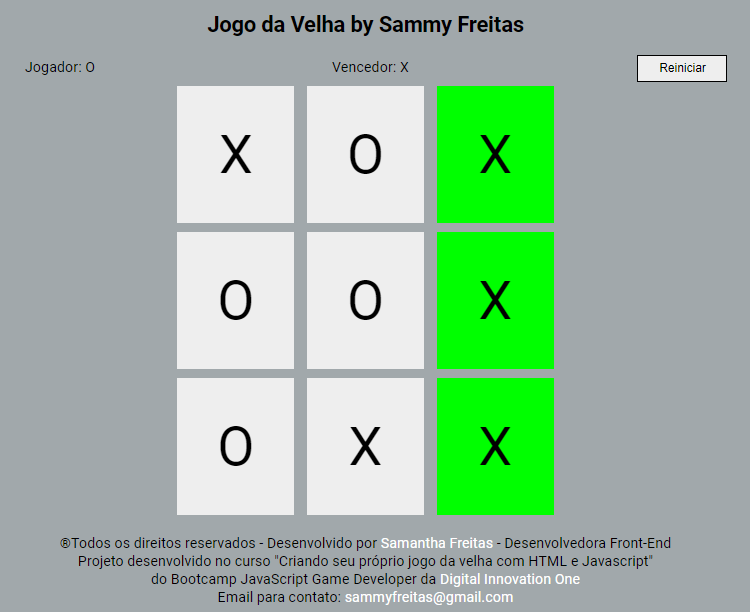 Jogo da Velha by Sammy Freitas
Jogador: O Vencedor: X Reiniciar
X O X
O O X
O X X
®Todos os direitos reservados - Desenvolvido por Samantha Freitas - Desenvolvedora Front-End
Projeto desenvolvido no curso "Criando seu próprio jogo da velha com HTML e Javascript"
do Bootcamp JavaScript Game Developer da Digital Innovation One
Email para contato: sammyfreitas@gmail.com